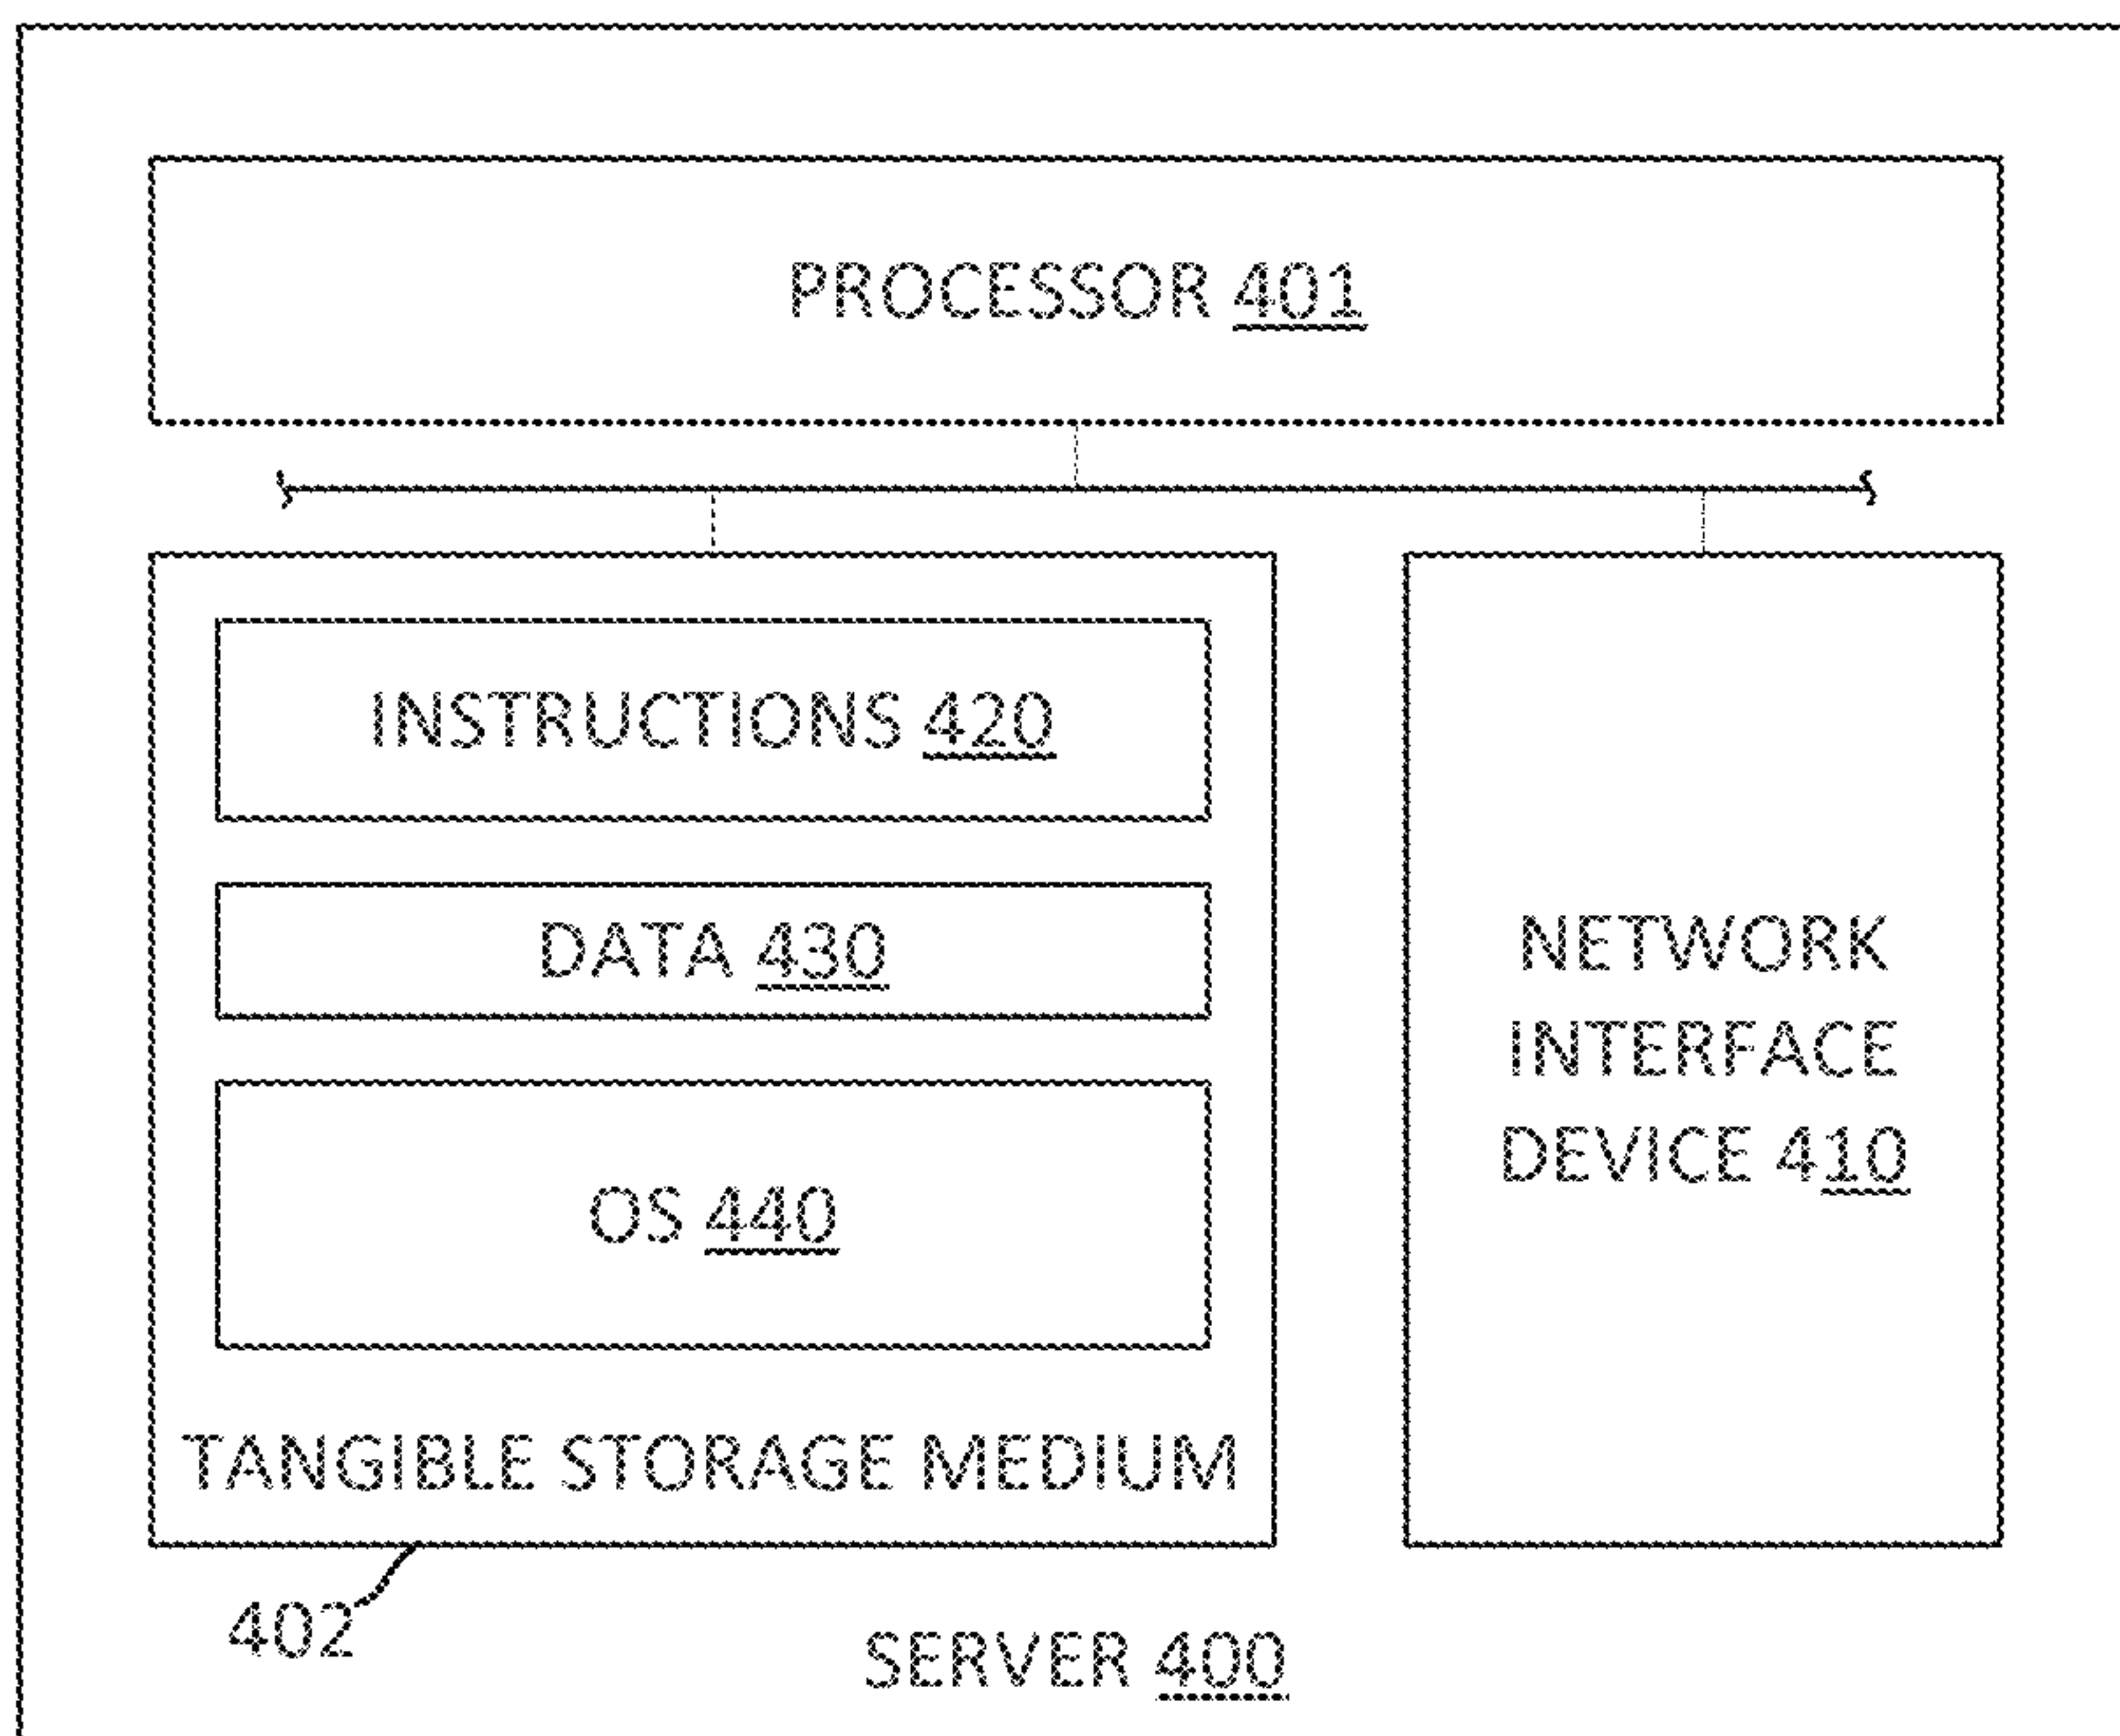 PROCESSOR 401
INSTRUCTIONS 420
DATA 430
OS 440
TANGIBLE STORAGE MEDIUM
402
NETWORK
INTERFACE
DEVICE 410
SERVER 400